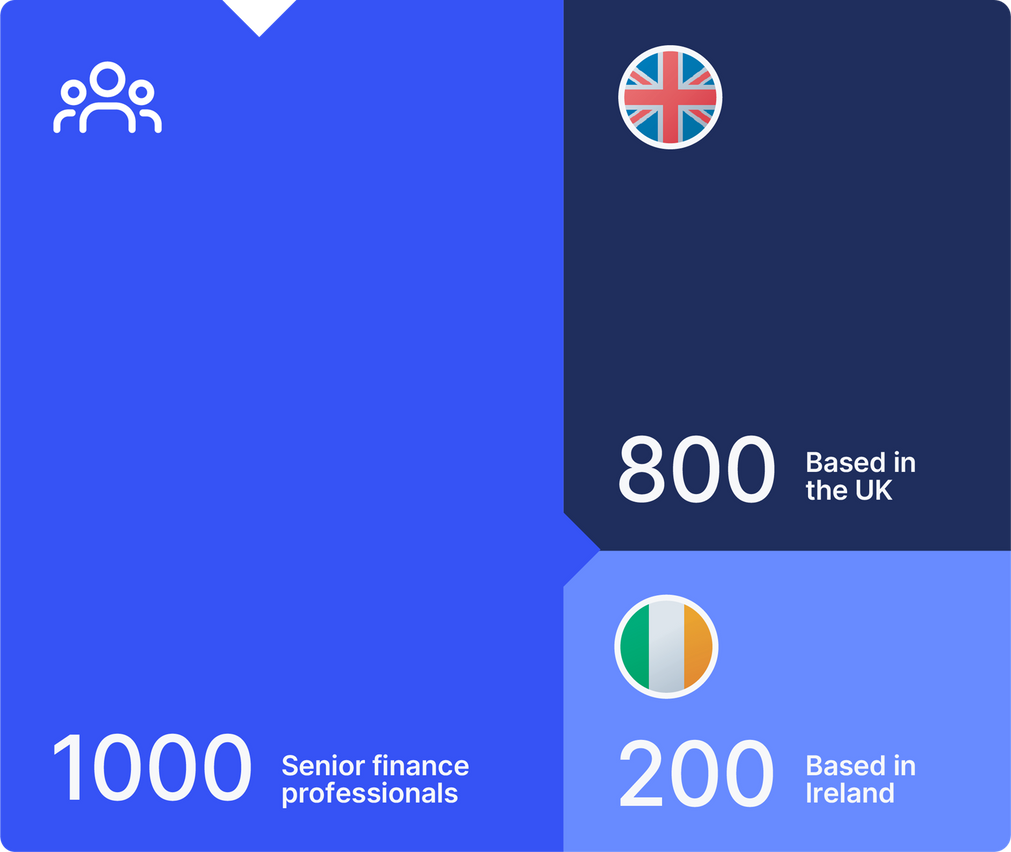 800
Based in
the UK
1000
Senior finance
professionals
200
Based in
Ireland